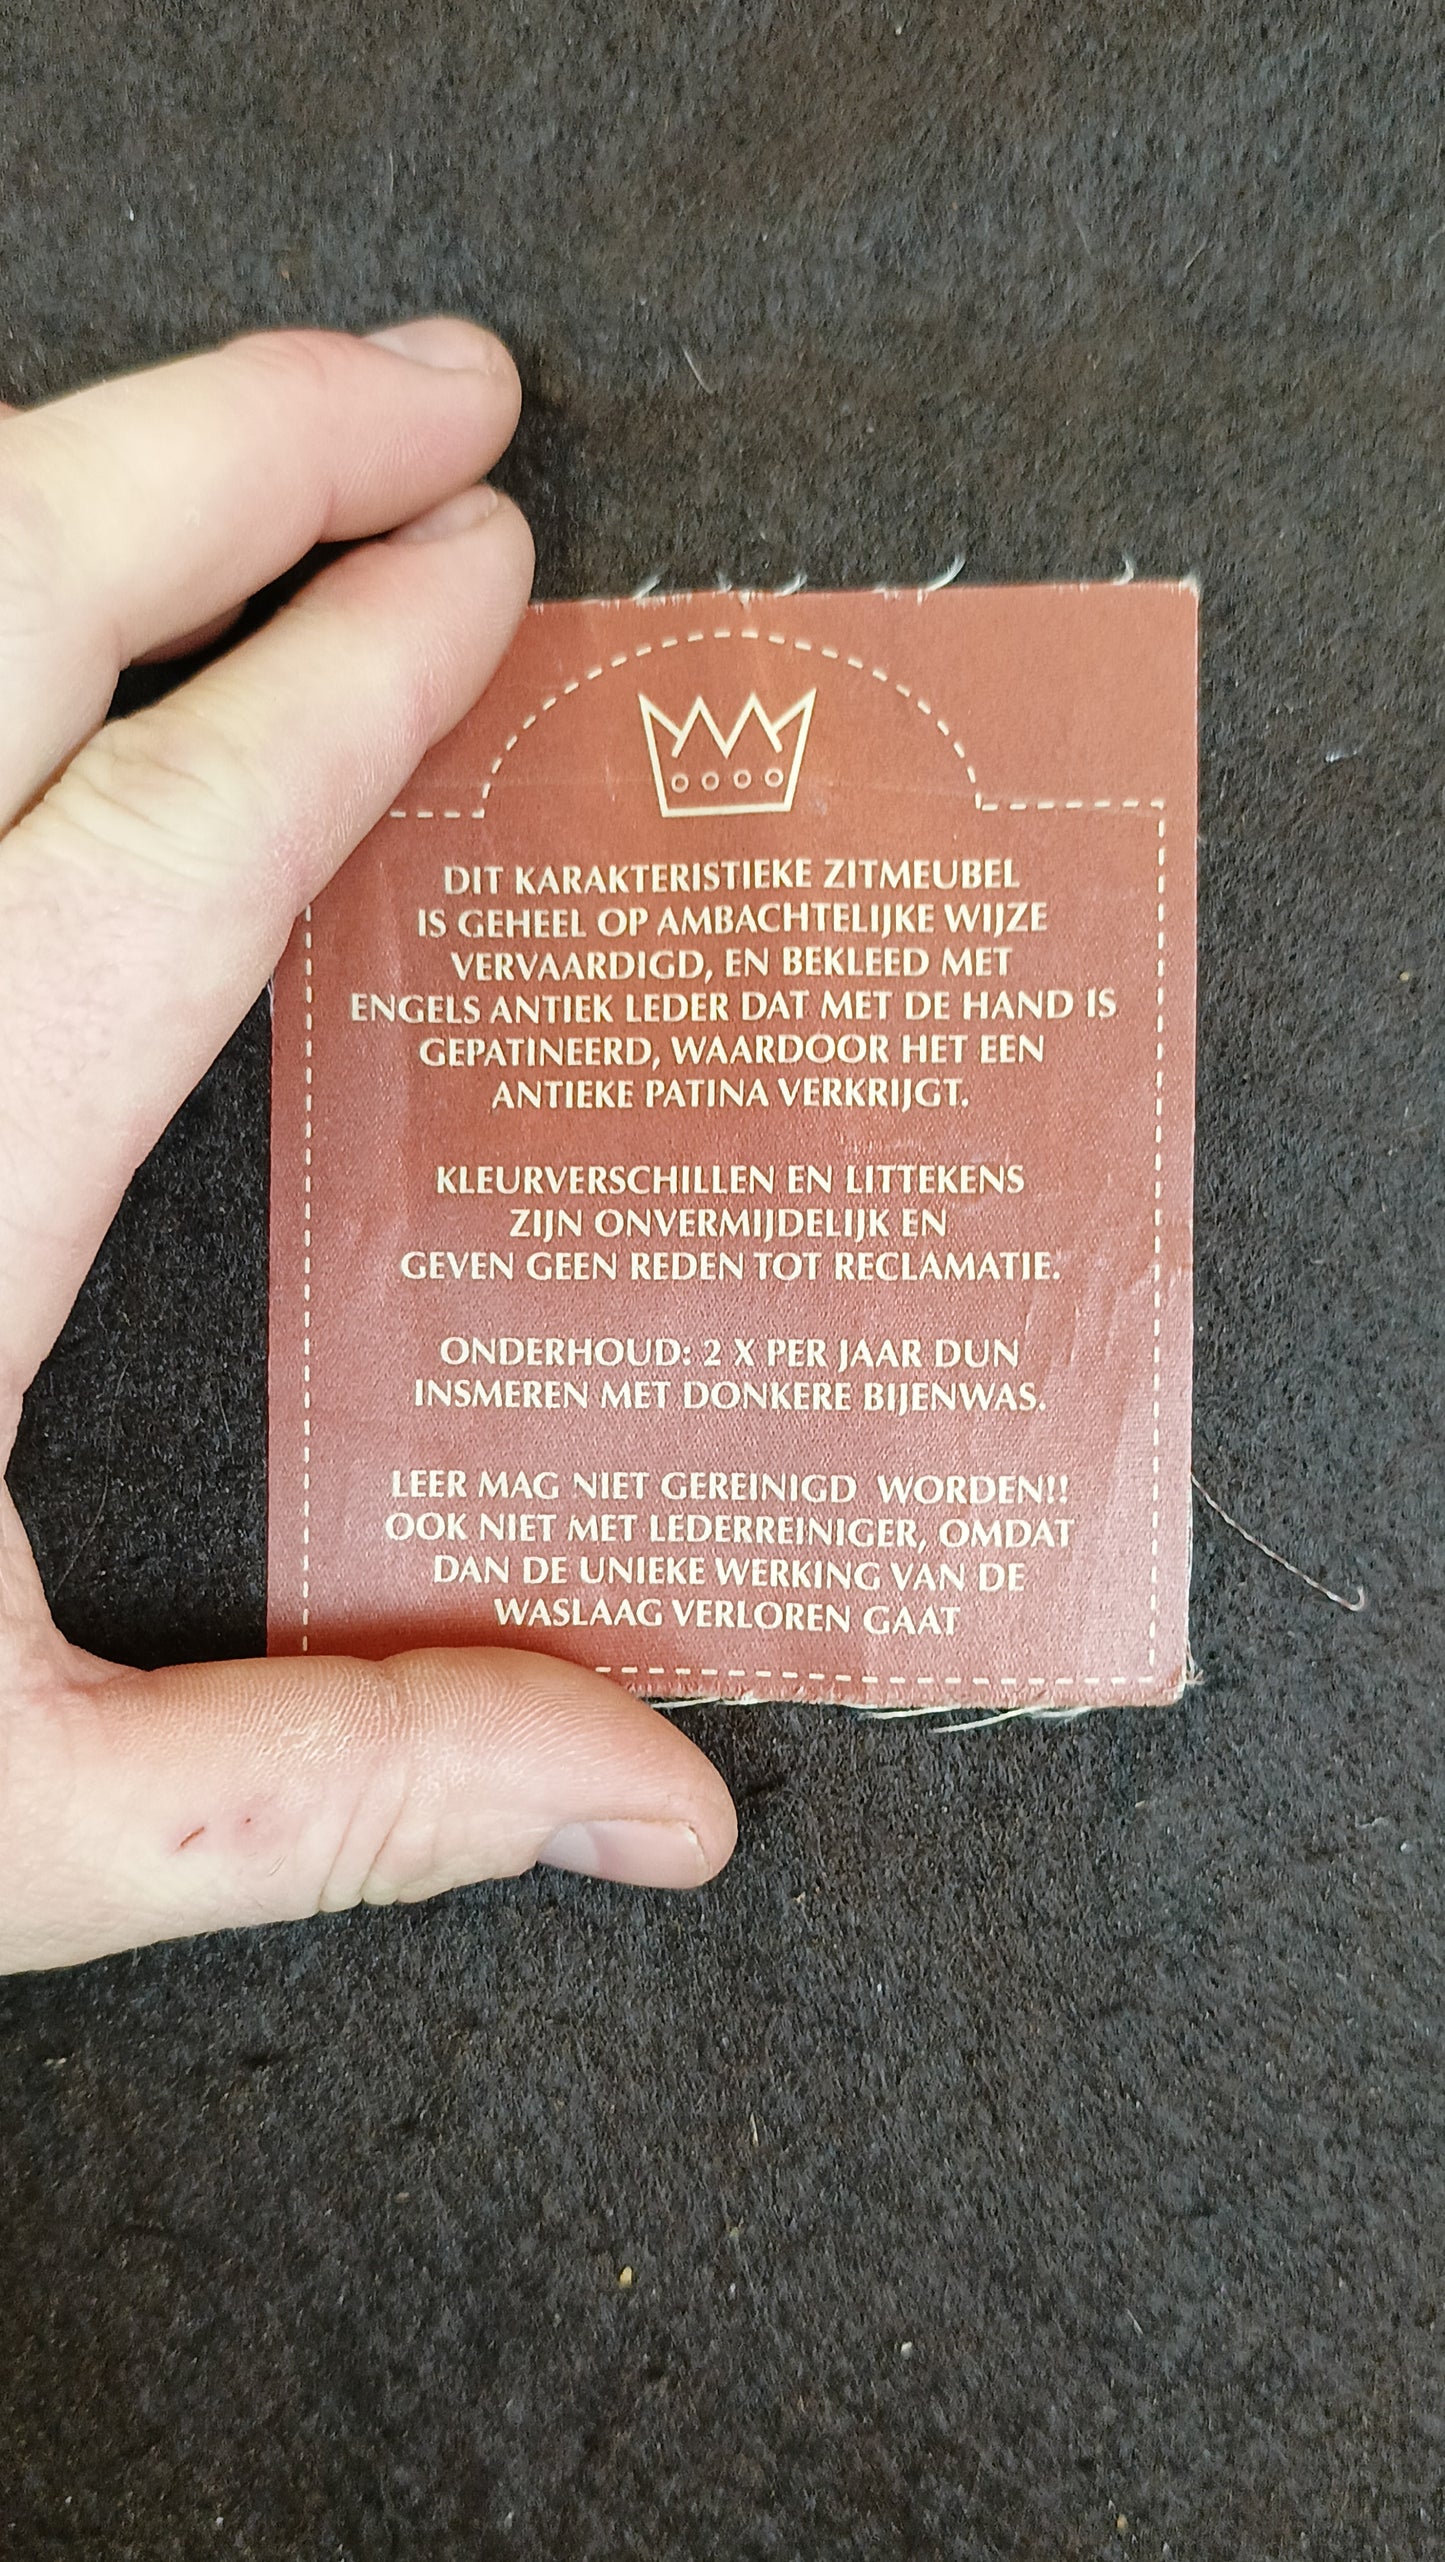 DIT KARAKTERISTIEKE ZITMEUBEL
IS GEHEEL OP AMBACHTELIJKE WIJZE
VERVAARDIGD, EN BEKLEED MET
ENGELS ANTIEK LEDER DAT MET DE HAND IS
GEPATINEERD, WAARDOOR HET EEN
ANTIEKE PATINA VERKRIJGT.
KLEURVERSCHILLEN EN LITTEKENS
ZIJN ONVERMIJDELIJK EN
GEVEN GEEN REDEN TOT RECLAMATIE.
ONDERHOUD: 2 X PER JAAR DUN
INSMEREN MET DONKERE BIJENWAS.
LEER MAG NIET GEREINIGD WORDEN!!
OOK NIET MET LEDERREINIGER, OMDAT
DAN DE UNIEKE WERKING VAN DE
WASLAAG VERLOREN GAAT